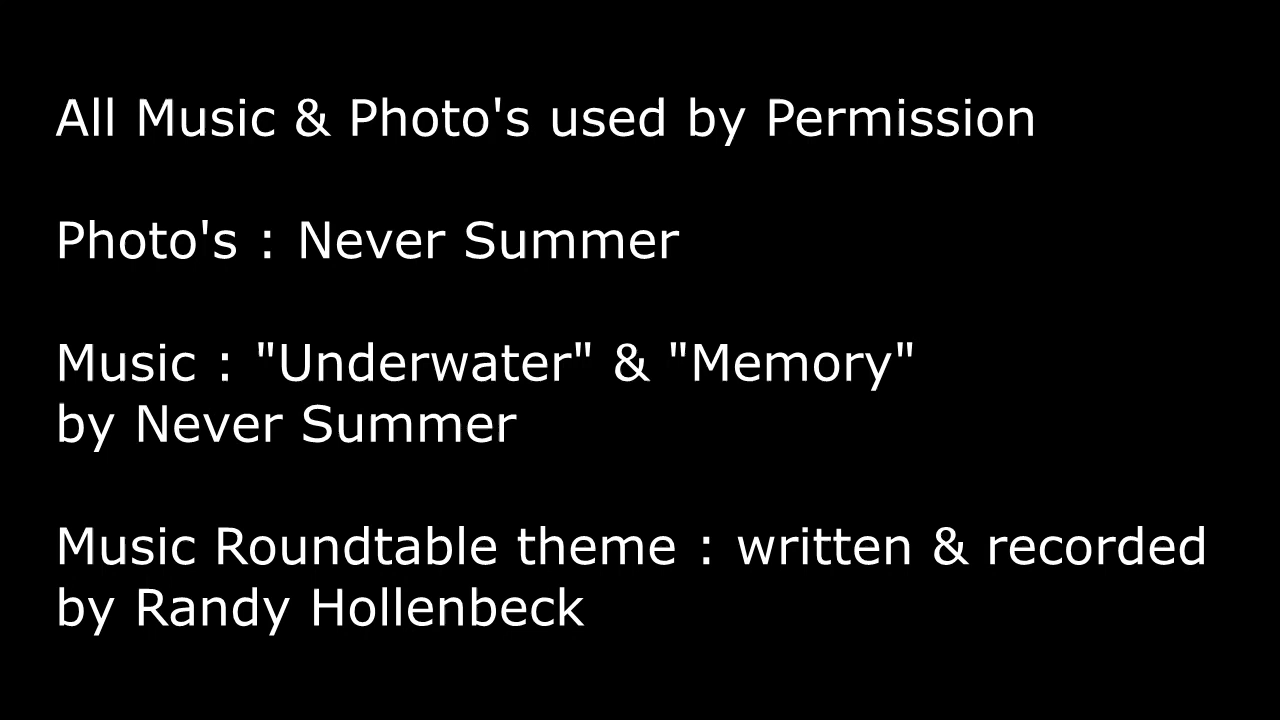 All Music & Photo's used by Permission
Photo's : Never Summer
Music : "Underwater" & "Memory"
by Never Summer
Music Roundtable theme : written & recorded
by Randy Hollenbeck